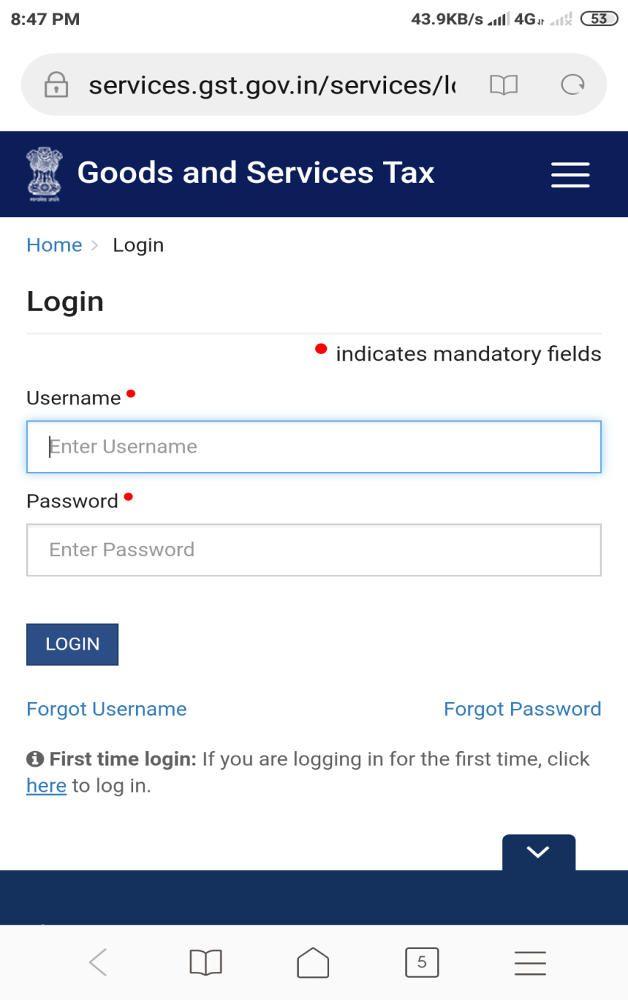 8:47 PM 43.9KB/s 4G 53
services.gst.gov.in/services/l
Goods and Services Tax
Home > Login
Login
indicates mandatory fields
Username
Enter Username
Password
Enter Password
LOGIN
Forgot Username Forgot Password
First time login: If you are logging in for the first time, click
here to log in.
5